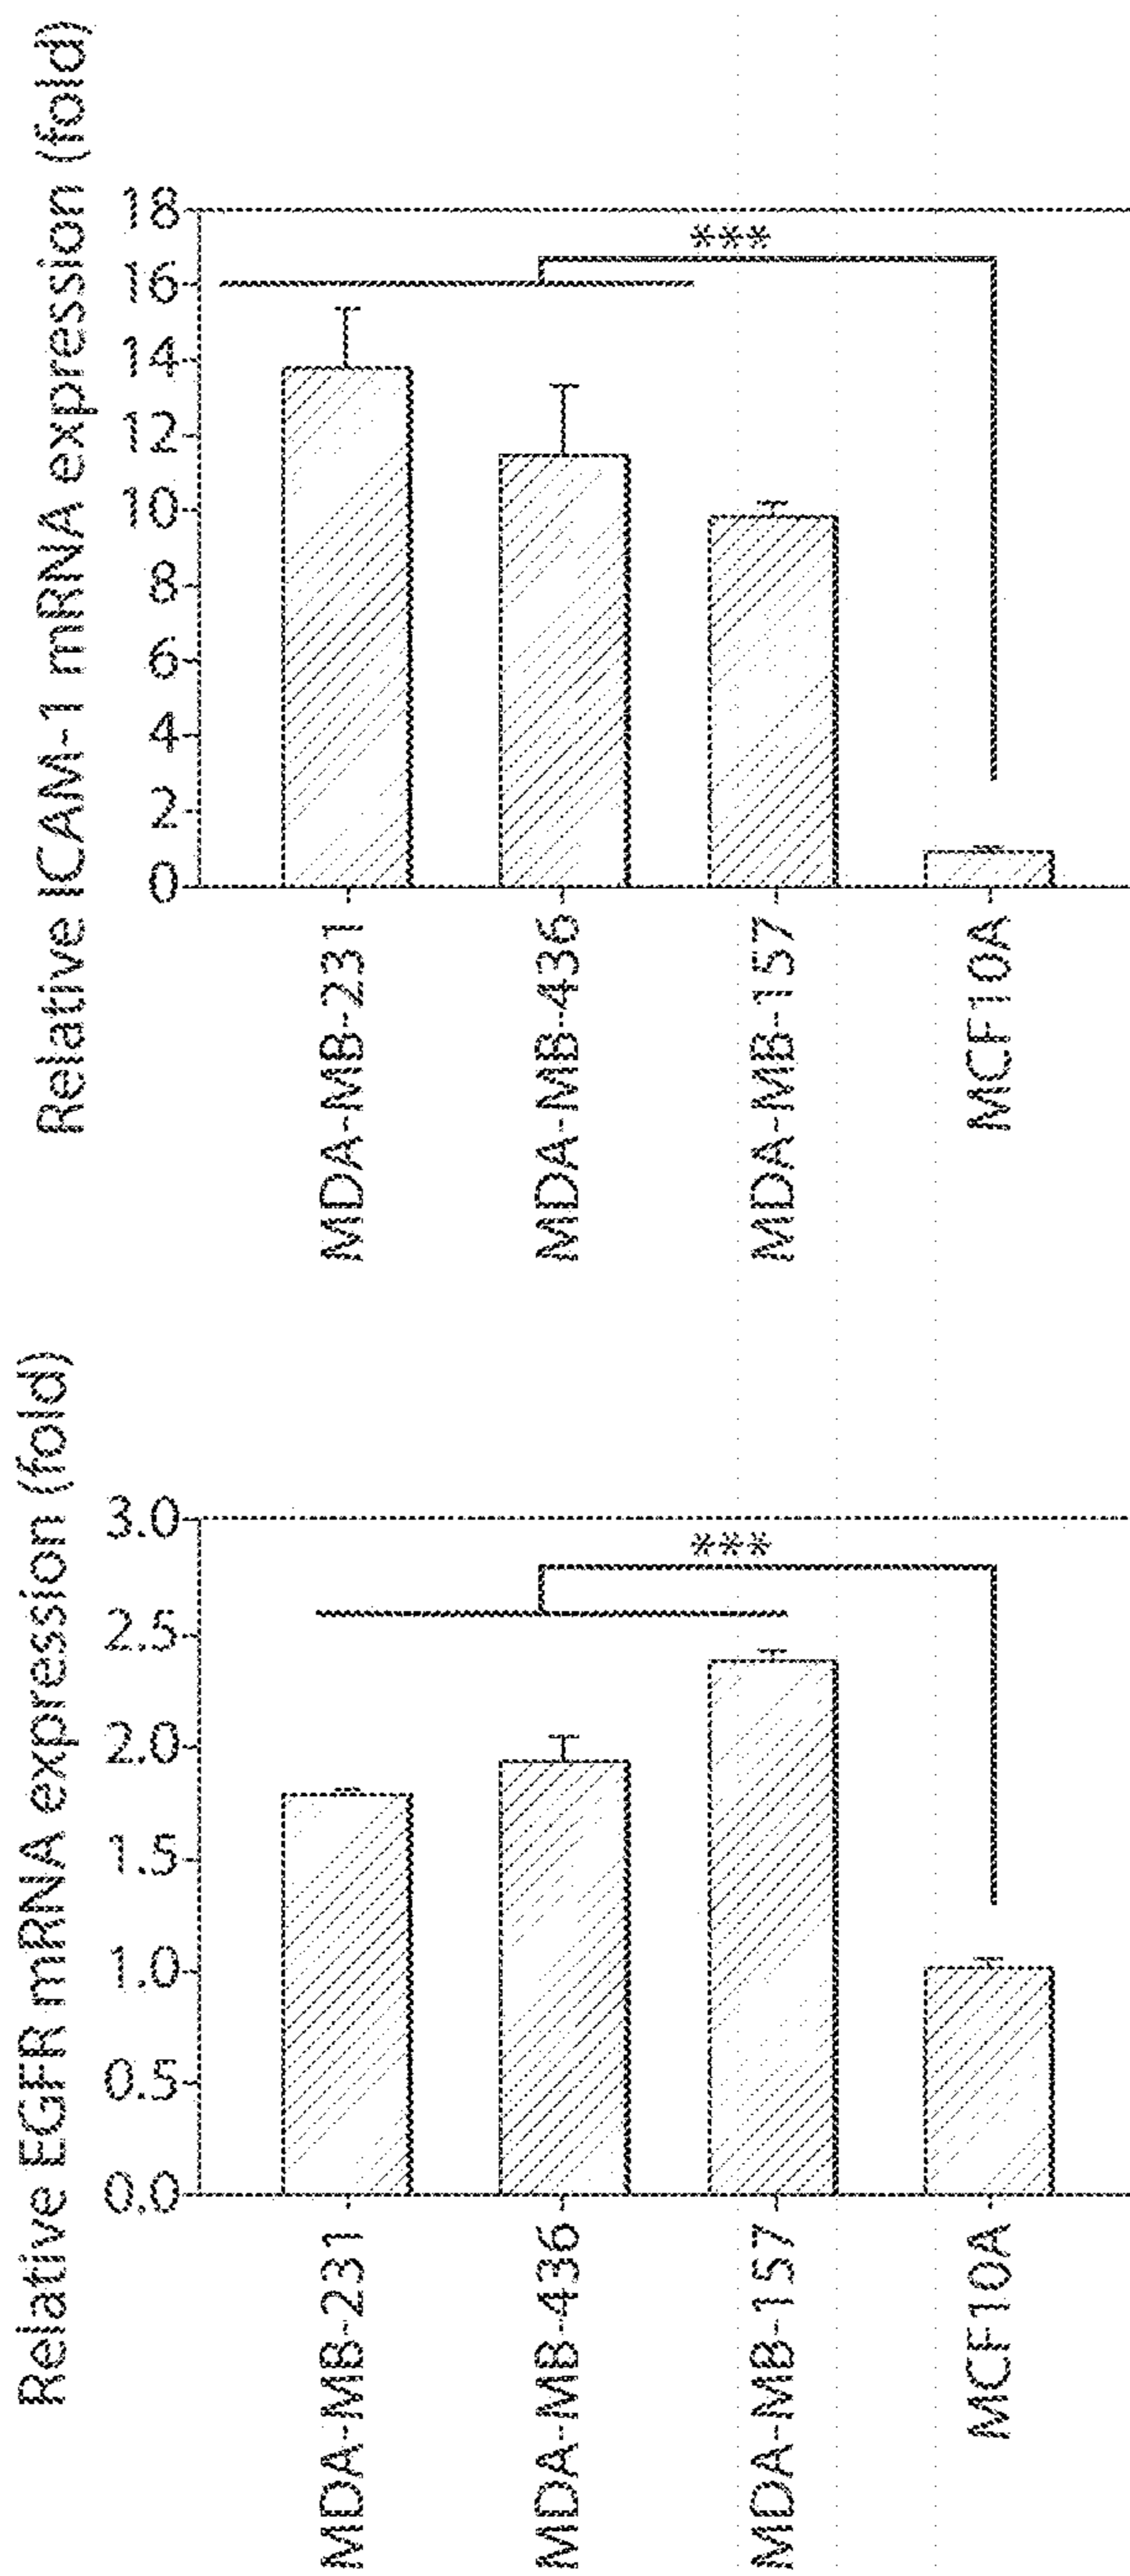 Relative ICAM-1 mRNA expression (fold)
18
16
14
12
10
8
6
4
2
0
***
MDA-MB-231
MDA-MB-436
MDA-MB-157
MCF10A
Relative EGFR mRNA expression (fold)
3.0
2.5
2.0
1.5
1.0
0.5
0.0
***
MDA-MB-231
MDA-MB-436
MDA-MB-157
MCF10A